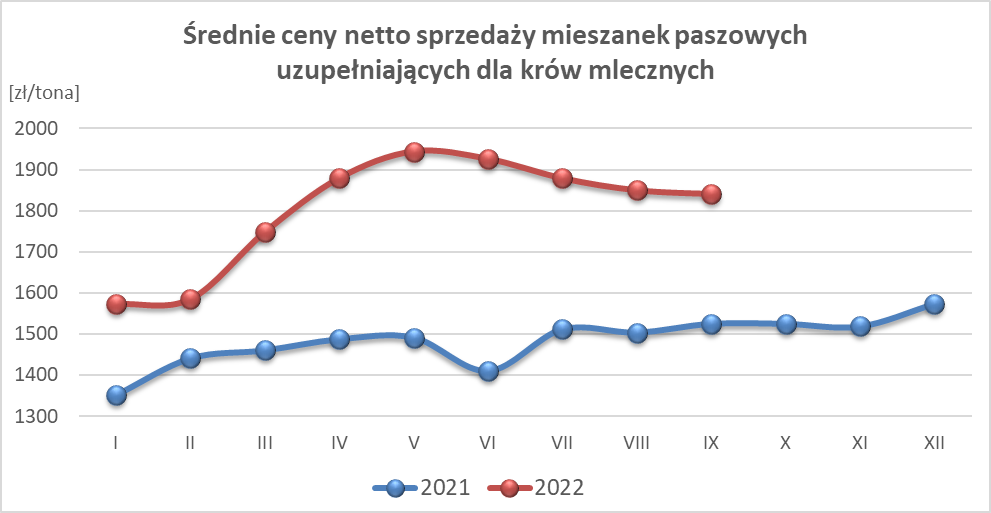 Średnie ceny netto sprzedaży mieszanek paszowych
uzupełniających dla krów mlecznych
[zł/tona]
2000
1900
1800
1700
1600
1500
1400
1300
I II III IV V VI VII VIII IX X XI XII
2021 2022